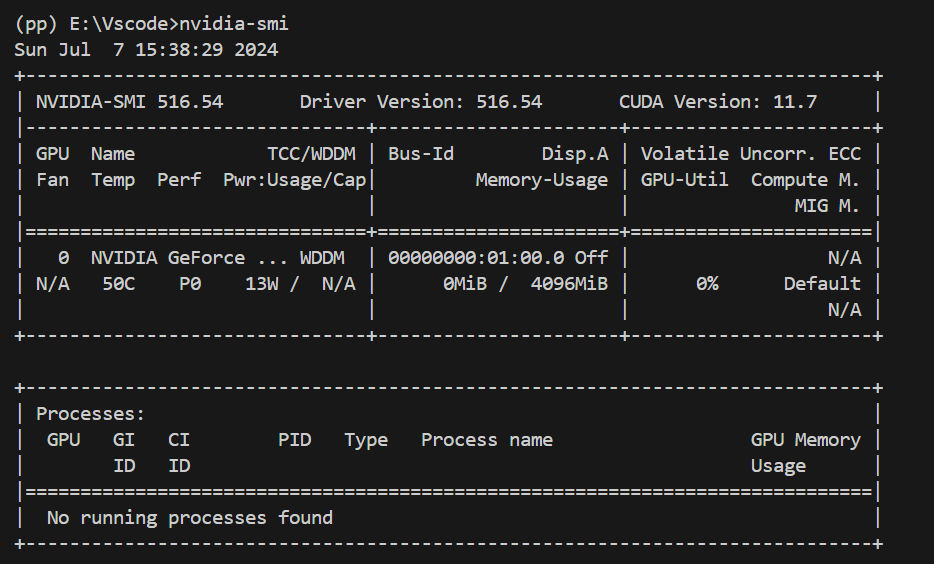 (pp) E:\Vscode>nvidia-smi
Sun Jul  7 15:38:29 2024
+-----------------------------------------------------------------------------+
| NVIDIA-SMI 516.54       Driver Version: 516.54       CUDA Version: 11.7     |
|-------------------------------+----------------------+----------------------+
| GPU  Name            TCC/WDDM | Bus-Id        Disp.A | Volatile Uncorr. ECC |
| Fan  Temp  Perf  Pwr:Usage/Cap|         Memory-Usage | GPU-Util  Compute M. |
|                               |                      |               MIG M. |
|===============================+======================+======================|
|   0  NVIDIA GeForce ... WDDM  | 00000000:01:00.0 Off |                  N/A |
| N/A   50C    P0    13W /  N/A |      0MiB /  4096MiB |      0%      Default |
|                               |                      |                  N/A |
+-------------------------------+----------------------+----------------------+

+-----------------------------------------------------------------------------+
| Processes:                                                                  |
|  GPU   GI   CI        PID   Type   Process name                  GPU Memory |
|        ID   ID                                                   Usage      |
|=============================================================================|
|  No running processes found                                                 |
+-----------------------------------------------------------------------------+